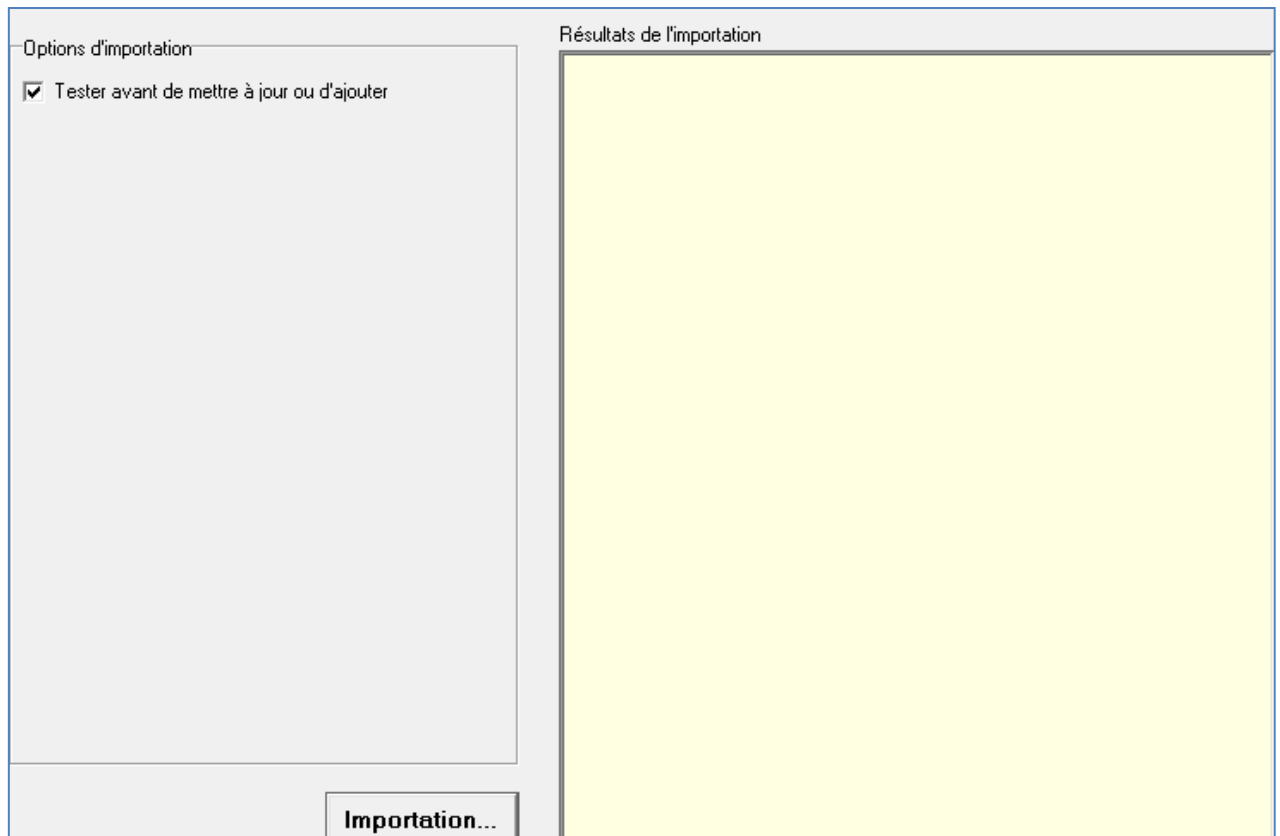 Options d'importation
Tester avant de mettre à jour ou d'ajouter
Importation...
Résultats de l'importation